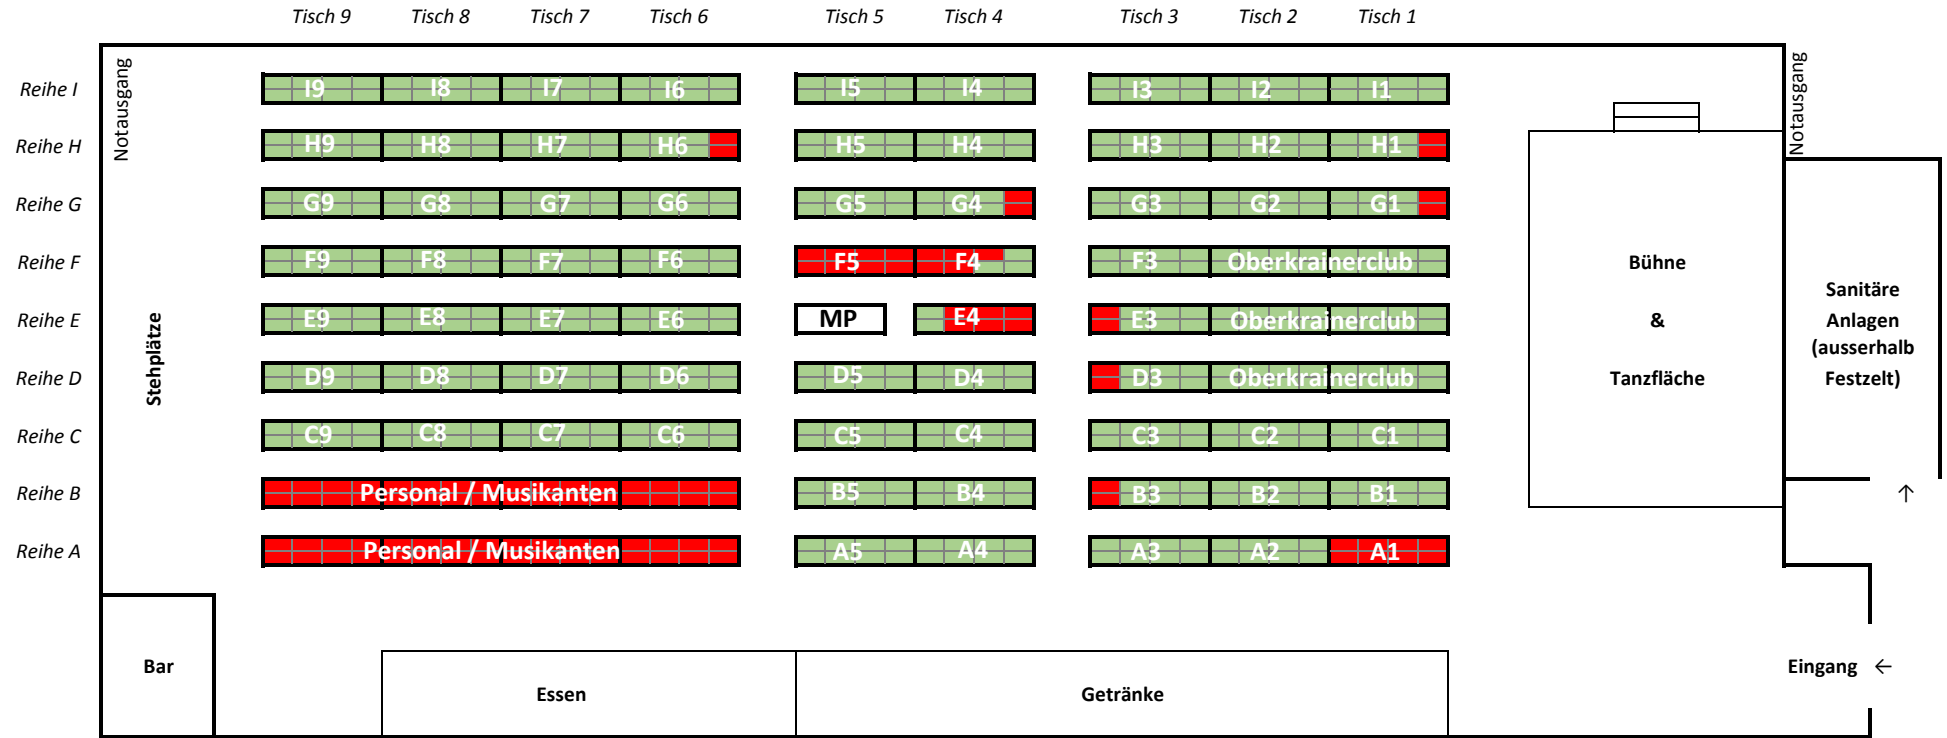 Tisch 9 Tisch 8 Tisch 7 Tisch 6 Tisch 5 Tisch 4 Tisch 3 Tisch 2 Tisch 1
Notausgang
Notausgang
Reihe I I9 I8 I7 I6 I5 I4 I3 I2 I1
Reihe H H9 H8 H7 H6 H5 H4 H3 H2 H1
Reihe G G9 G8 G7 G6 G5 G4 G3 G2 G1
Reihe F F9 F8 F7 F6 F5 F4 F3 Oberkrainerclub
Reihe E E9 E8 E7 E6 MP E4 E3 Oberkrainerclub
Reihe D D9 D8 D7 D6 D5 D4 D3 Oberkrainerclub
Reihe C C9 C8 C7 C6 C5 C4 C3 C2 C1
Reihe B Personal / Musikanten B5 B4 B3 B2 B1
Reihe A Personal / Musikanten A5 A4 A3 A2 A1
Stehplätze
Bühne
&
Tanzfläche
Sanitäre
Anlagen
(ausserhalb
Festzelt)
↑
Bar
Essen
Getränke
Eingang ←